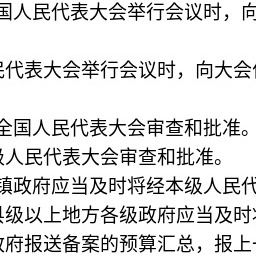 国人民代表大会举行会议时，向
民代表大会举行会议时，向大会
全国人民代表大会审查和批准。
级人民代表大会审查和批准。
镇政府应当及时将经本级人民代
县级以上地方各级政府应当及时
政府报送备案的预算汇总，报上